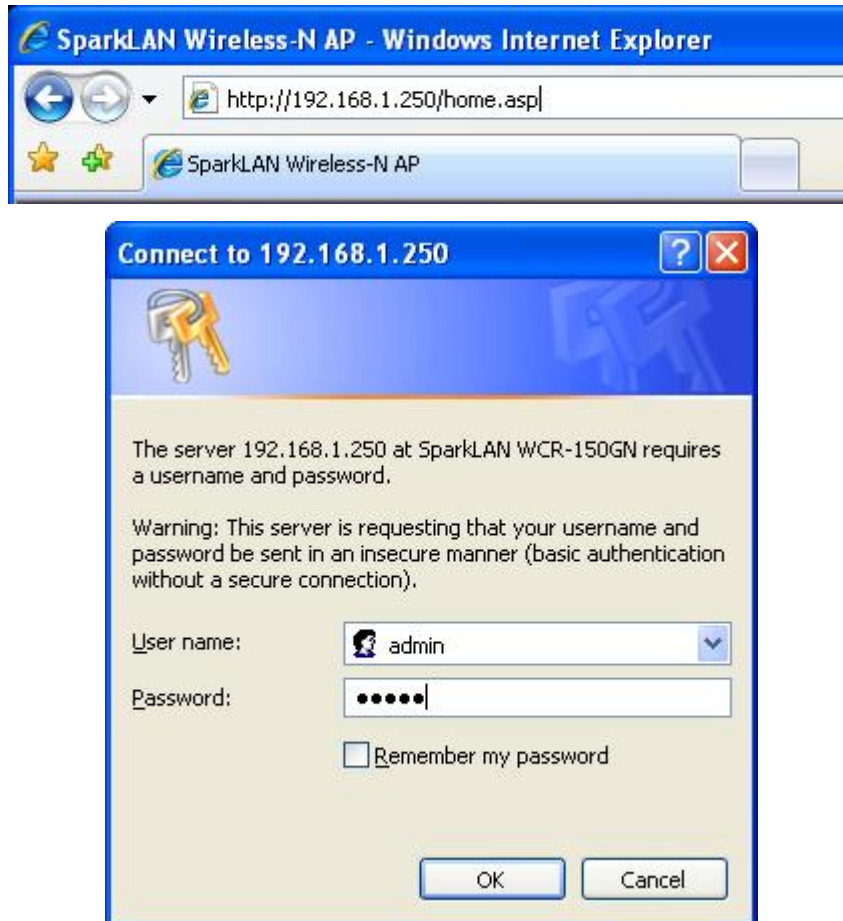 SparkLAN Wireless-N AP - Windows Internet Explorer
http://192.168.1.250/home.asp
SparkLAN Wireless-N AP
Connect to 192.168.1.250
The server 192.168.1.250 at SparkLAN WCR-150GN requires
a username and password.
Warning: This server is requesting that your username and
password be sent in an insecure manner (basic authentication
without a secure connection).
User name:
admin
Password:
•••••
Remember my password
OK
Cancel